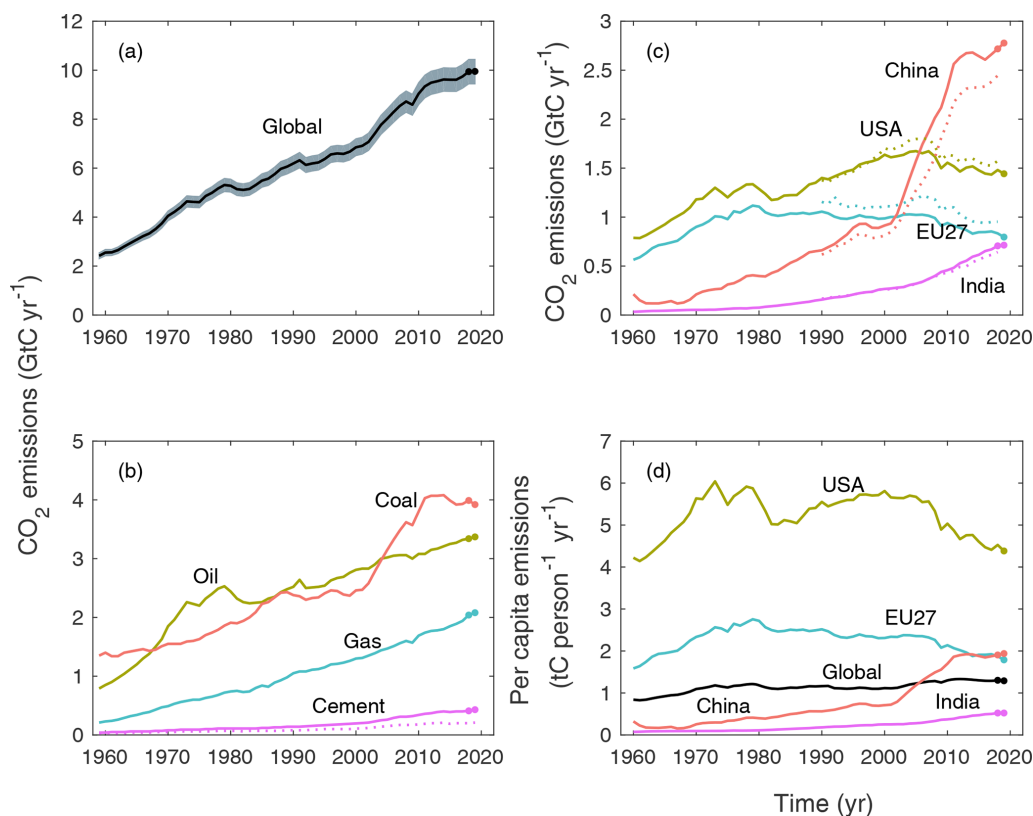 CO2 emissions (GtC yr-1)
(a)
Global
12
10
8
6
4
2
0
1960 1970 1980 1990 2000 2010 2020
CO2 emissions (GtC yr-1)
(c)
China
USA
EU27
India
3
2.5
2
1.5
1
0.5
0
1960 1970 1980 1990 2000 2010 2020
(b)
Coal
Oil
Gas
Cement
5
4
3
2
1
0
1960 1970 1980 1990 2000 2010 2020
Per capita emissions
(tC person-1 yr-1)
(d)
USA
EU27
Global
China
India
7
6
5
4
3
2
1
0
1960 1970 1980 1990 2000 2010 2020
Time (yr)